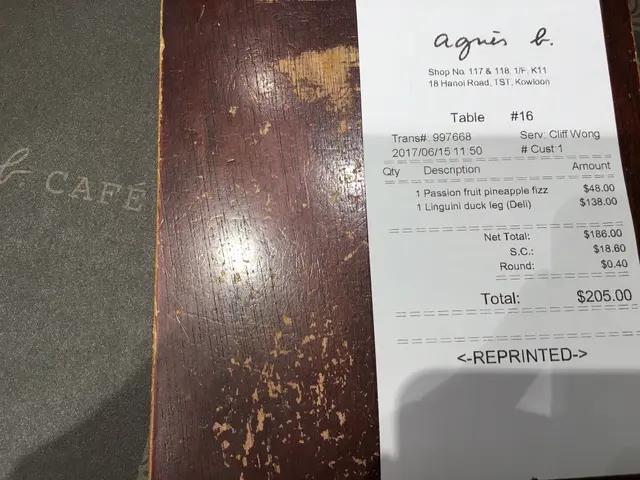 b CAFÉ
agnès b.
Shop No. 117 & 118, 1/F, K11
18 Hanoi Road, TST, Kowloon
Table #16
Trans#: 997668 Serv: Cliff Wong
2017/06/15 11:50 # Cust:1
Qty Description Amount
1 Passion fruit pineapple fizz $48.00
1 Linguini duck leg (Deli) $138.00
Net Total: $186.00
S.C.: $18.60
Round: $0.40
Total: $205.00
<-REPRINTED->